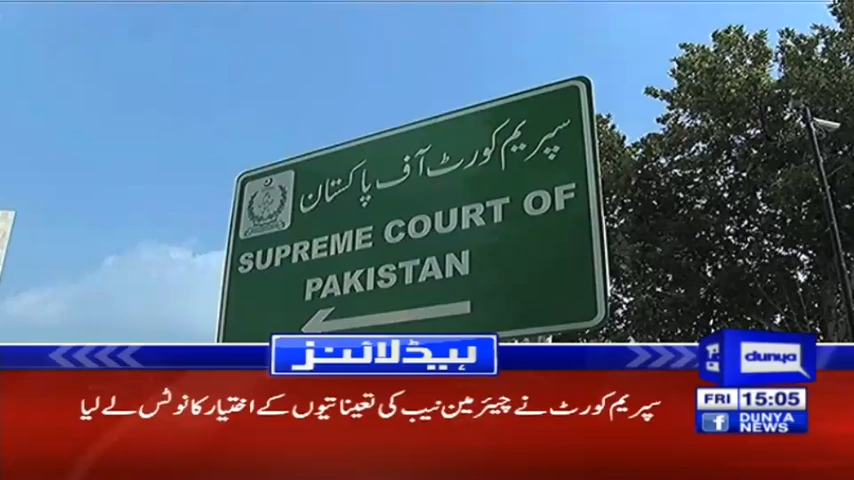 سپریم کورٹ آف پاکستان
SUPREME COURT OF
PAKISTAN
ہیڈلائنز
dunya
FRI 15:05
سپریم کورٹ نے چیئرمین نیب کی تعیناتیوں کے اختیار کا نوٹس لے لیا
f DUNYA
NEWS